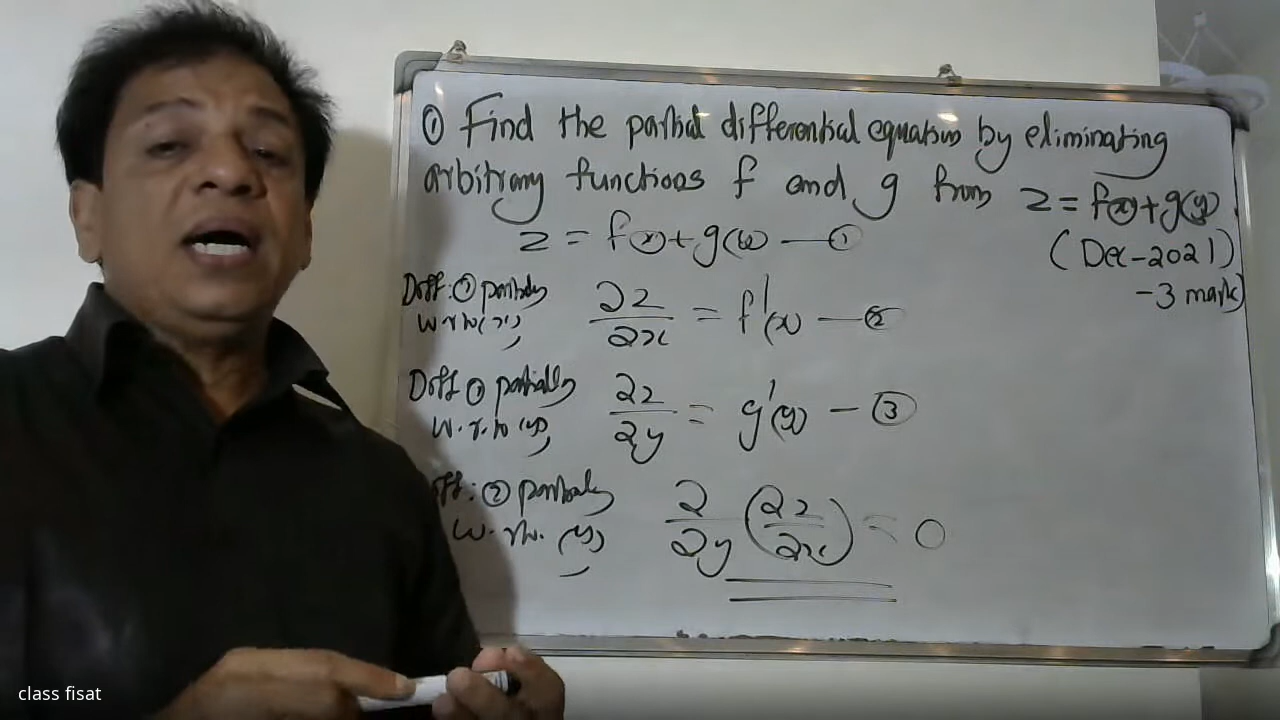 ① Find the partial differential equation by eliminating
arbitrary functions f and g from z = f(x)+g(y).
(Dec-2021)
-3 mark)
z = f(x)+g(y) —①
Diff: ① partially
w.r.to(x),
∂z/∂x = f'(x) —②
Diff ① partially
w.r.to (y),
∂z/∂y = g'(y) —③
Diff: ② partially
w.r.to. (y),
∂/∂y (∂z/∂x) = 0
class fisat